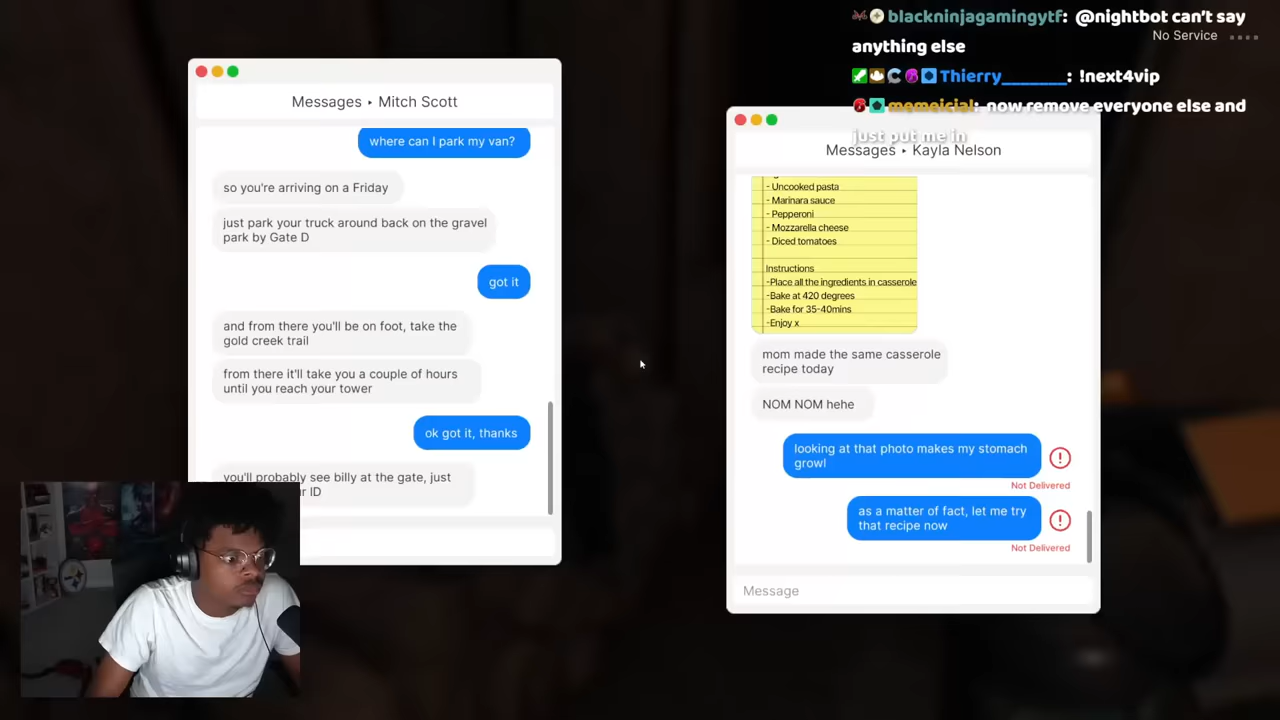 blackninjagamingytf: @nightbot can't say
anything else
No Service
Thierry_______: !next4vip
memeicial: now remove everyone else and
just put me in
Messages ▸ Mitch Scott
where can I park my van?
so you're arriving on a Friday
just park your truck around back on the gravel
park by Gate D
got it
and from there you'll be on foot, take the
gold creek trail
from there it'll take you a couple of hours
until you reach your tower
ok got it, thanks
you'll probably see billy at the gate, just
ID
Messages ▸ Kayla Nelson
- Uncooked pasta
- Marinara sauce
- Pepperoni
- Mozzarella cheese
- Diced tomatoes
Instructions
-Place all the ingredients in casserole
-Bake at 420 degrees
-Bake for 35-40mins
-Enjoy x
mom made the same casserole
recipe today
NOM NOM hehe
looking at that photo makes my stomach
growl
Not Delivered
as a matter of fact, let me try
that recipe now
Not Delivered
Message